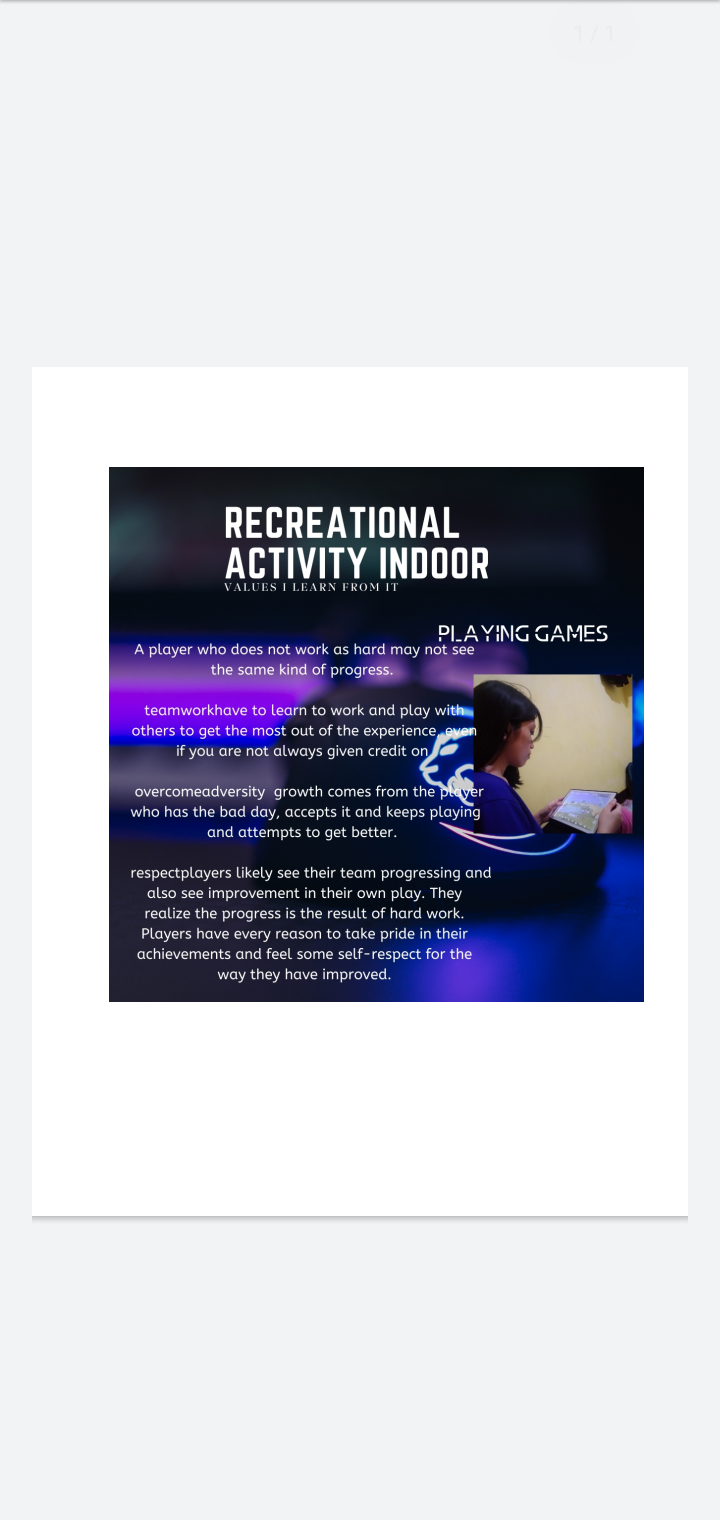 1 / 1
RECREATIONAL
ACTIVITY INDOOR
VALUES I LEARN FROM IT
PLAYING GAMES
A player who does not work as hard may not see
the same kind of progress.
teamworkhave to learn to work and play with
others to get the most out of the experience, even
if you are not always given credit on
overcomeadversity  growth comes from the player
who has the bad day, accepts it and keeps playing
and attempts to get better.
respectplayers likely see their team progressing and
also see improvement in their own play. They
realize the progress is the result of hard work.
Players have every reason to take pride in their
achievements and feel some self-respect for the
way they have improved.